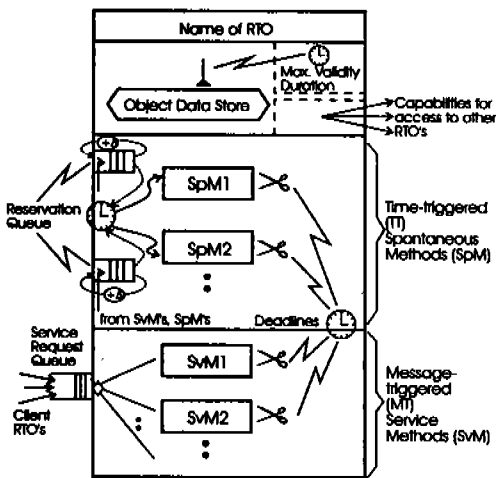 Name of RTO
Max. Validity
Duration
Object Data Store
Capabilities for
access to other
RTO's
SpM1
Reservation
Queue
SpM2
Time-triggered
(TT)
Spontaneous
Methods (SpM)
from SvM's, SpM's
Deadlines
Service
Request
Queue
SvM1
Client
RTO's
SvM2
Message-
triggered
(MT)
Service
Methods (SvM)